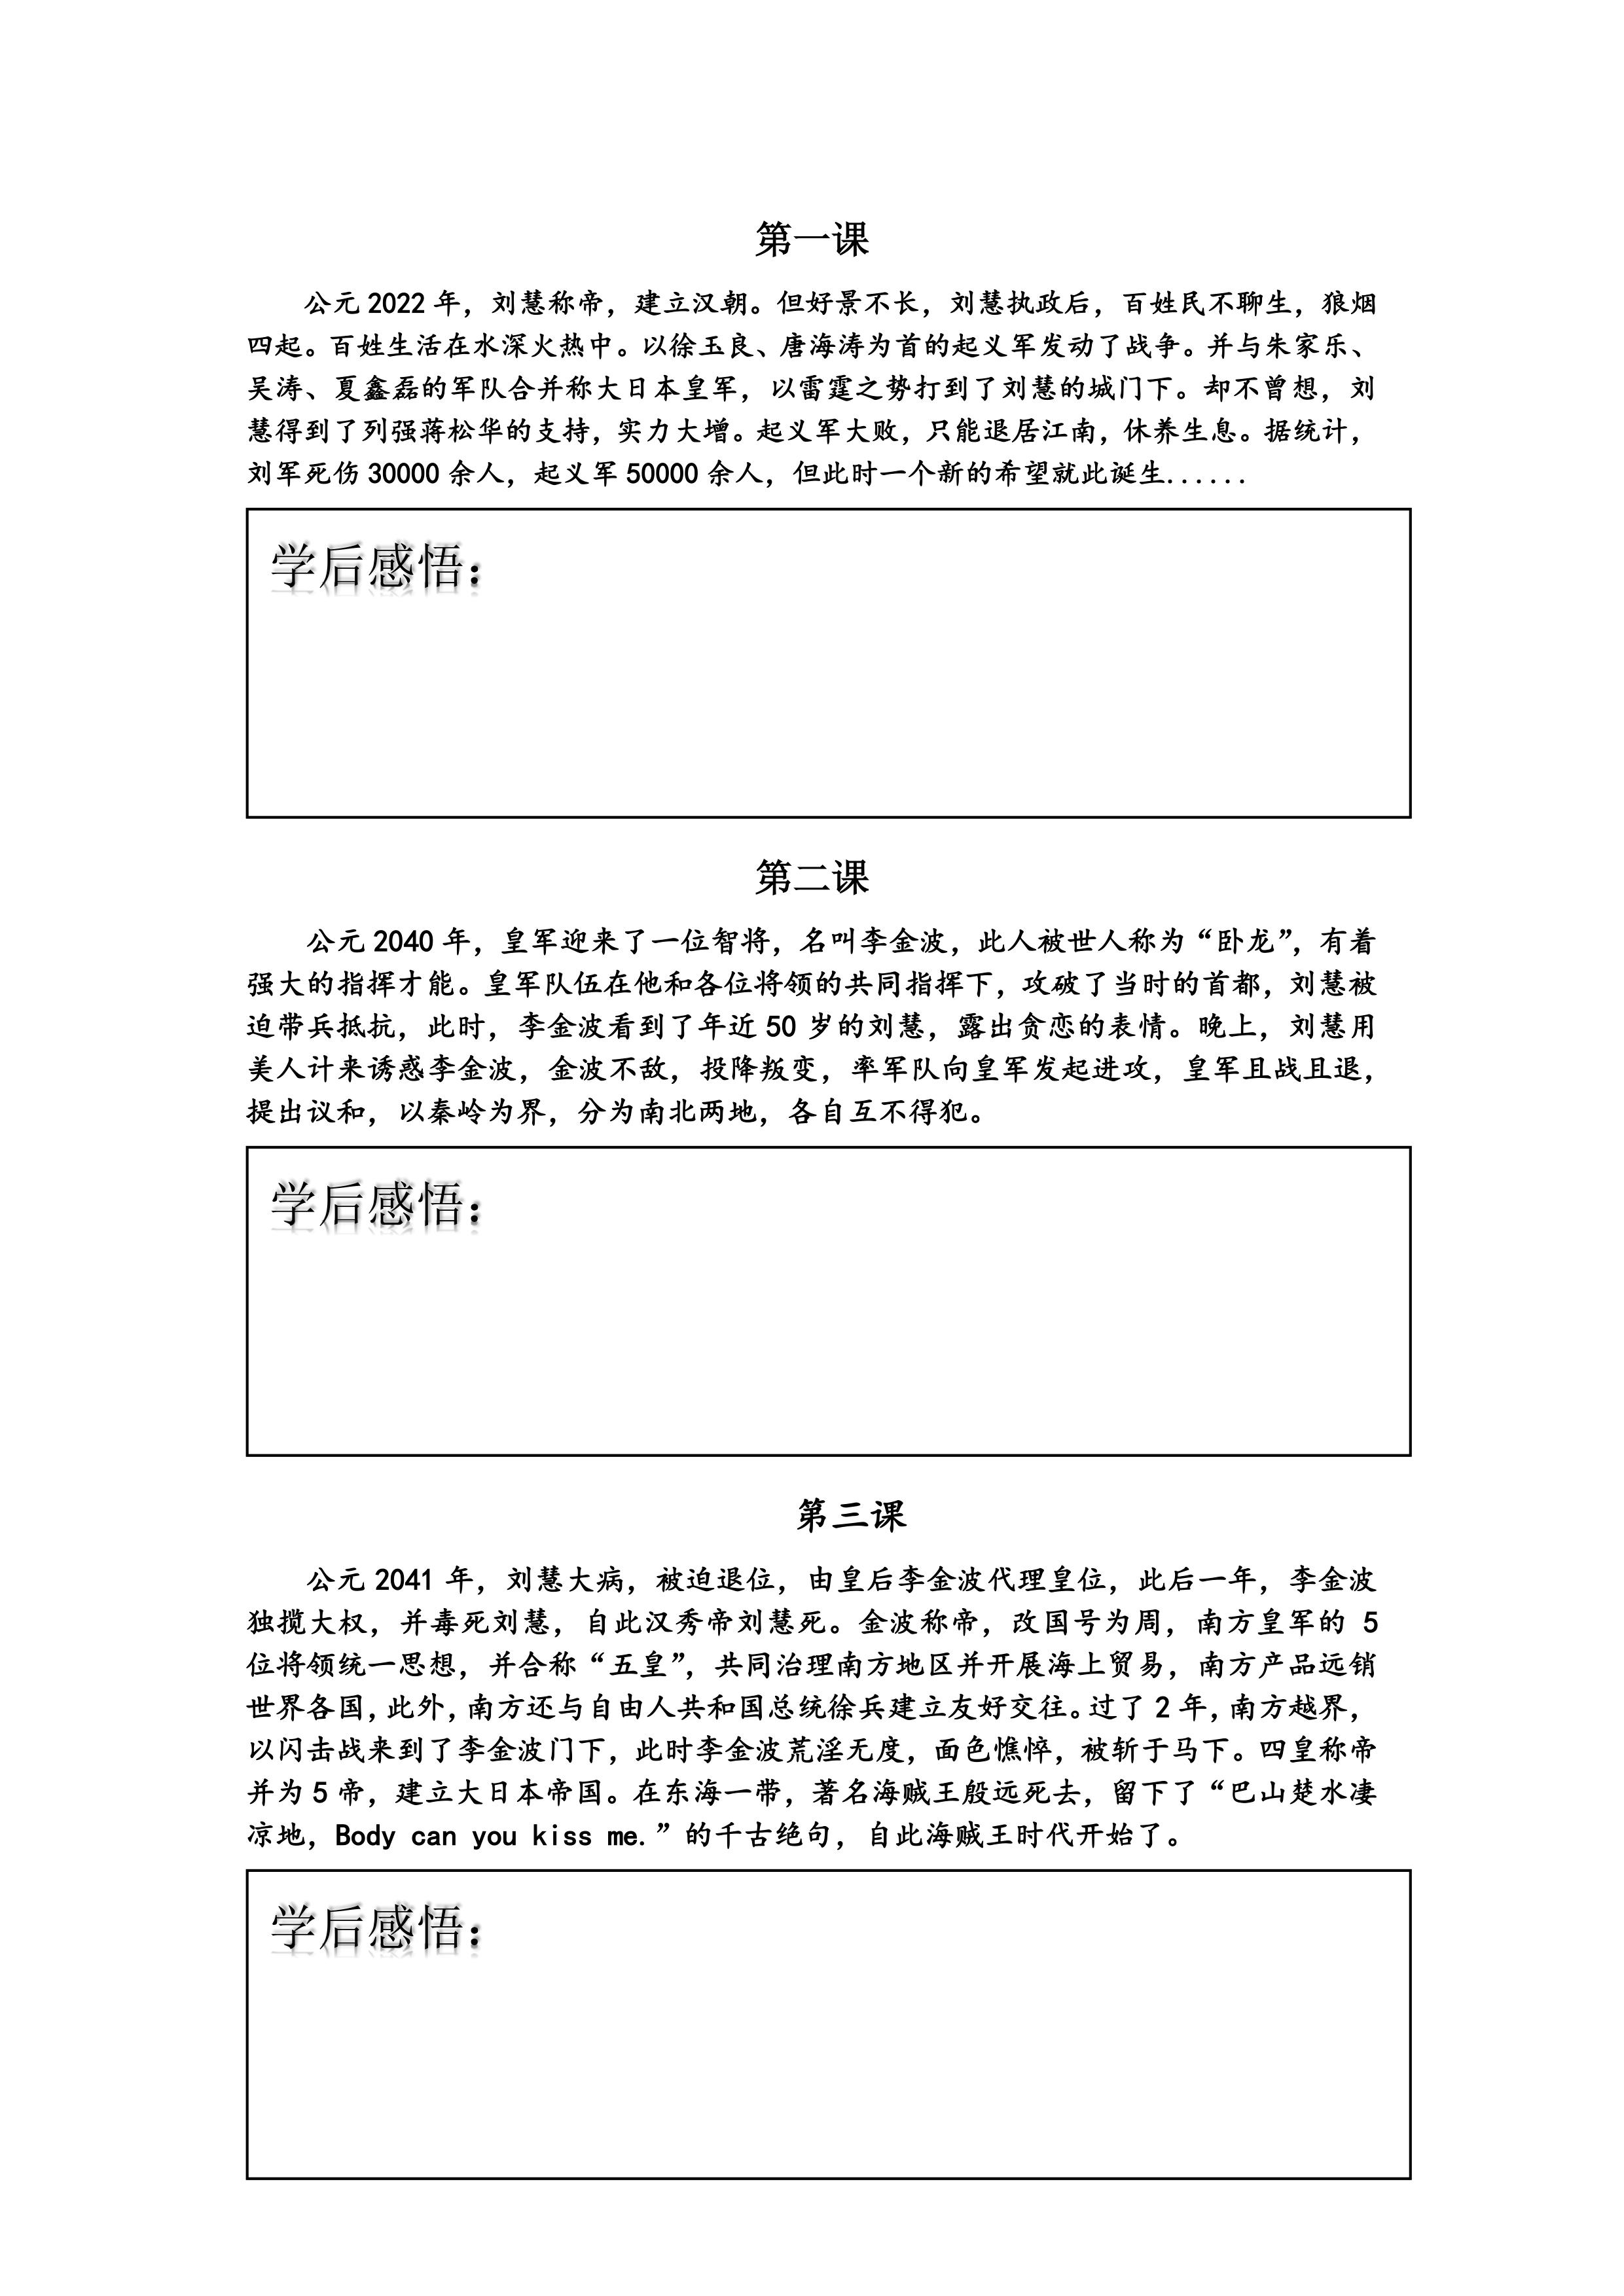 第一课
公元 2022 年，刘慧称帝，建立汉朝。但好景不长，刘慧执政后，百姓民不聊生，狼烟
四起。百姓生活在水深火热中。以徐玉良、唐海涛为首的起义军发动了战争。并与朱家乐、
吴涛、夏鑫磊的军队合并称大日本皇军，以雷霆之势打到了刘慧的城门下。却不曾想，刘
慧得到了列强蒋松华的支持，实力大增。起义军大败，只能退居江南，休养生息。据统计，
刘军死伤 30000 余人，起义军 50000 余人，但此时一个新的希望就此诞生......
学后感悟：
第二课
公元 2040 年，皇军迎来了一位智将，名叫李金波，此人被世人称为“卧龙”，有着
强大的指挥才能。皇军队伍在他和各位将领的共同指挥下，攻破了当时的首都，刘慧被
迫带兵抵抗，此时，李金波看到了年近 50 岁的刘慧，露出贪恋的表情。晚上，刘慧用
美人计来诱惑李金波，金波不敌，投降叛变，率军队向皇军发起进攻，皇军且战且退，
提出议和，以秦岭为界，分为南北两地，各自互不得犯。
学后感悟：
第三课
公元 2041 年，刘慧大病，被迫退位，由皇后李金波代理皇位，此后一年，李金波
独揽大权，并毒死刘慧，自此汉秀帝刘慧死。金波称帝，改国号为周，南方皇军的 5
位将领统一思想，并合称“五皇”，共同治理南方地区并开展海上贸易，南方产品远销
世界各国，此外，南方还与自由人共和国总统徐兵建立友好交往。过了 2 年，南方越界，
以闪击战来到了李金波门下，此时李金波荒淫无度，面色憔悴，被斩于马下。四皇称帝
并为 5 帝，建立大日本帝国。在东海一带，著名海贼王殷远死去，留下了“巴山楚水凄
凉地，Body can you kiss me.”的千古绝句，自此海贼王时代开始了。
学后感悟：